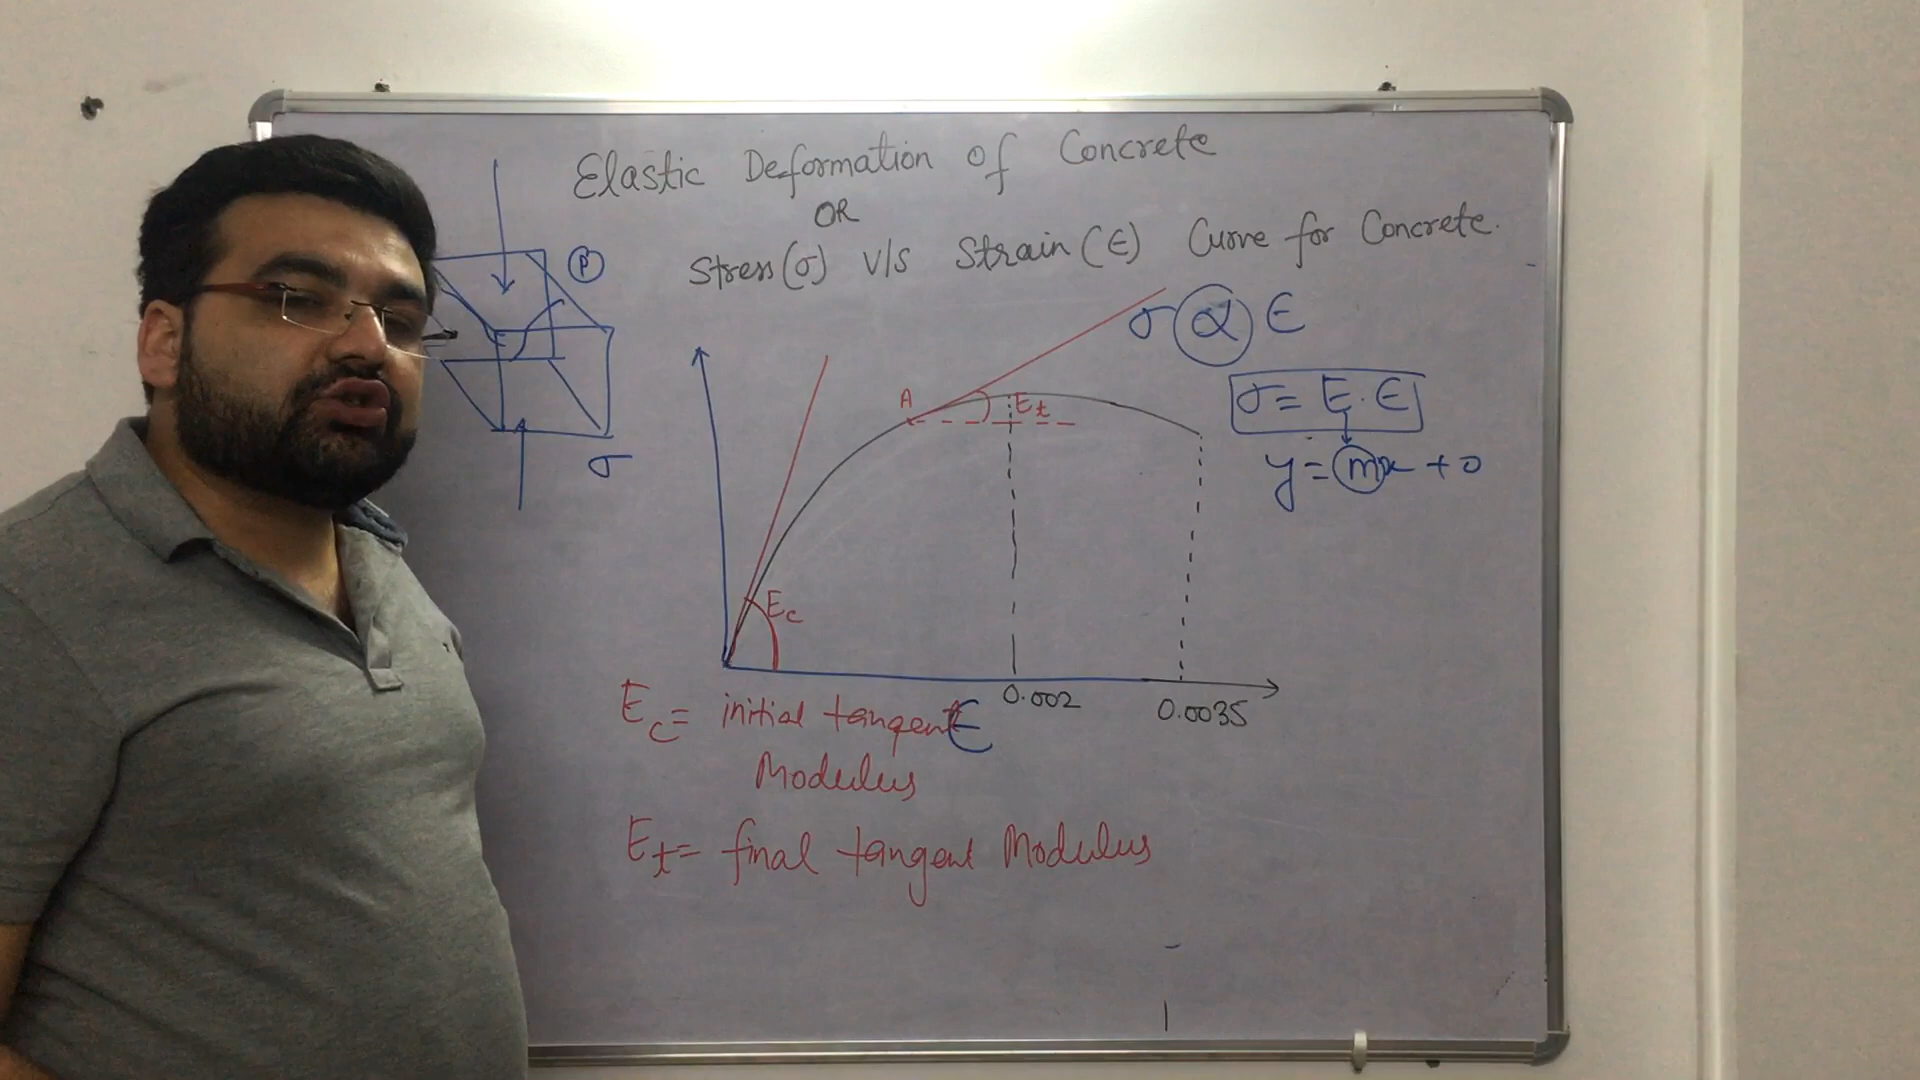 Elastic Deformation of Concrete
OR
Stress(σ) v/s Strain(ϵ) Curve for Concrete.
P
σ
σ α ϵ
σ = E . ϵ
y = mx + 0
A
Et
Ec
0.002
0.0035
ϵ
Ec = initial tangent
Modulus
Et = final tangent Modulus